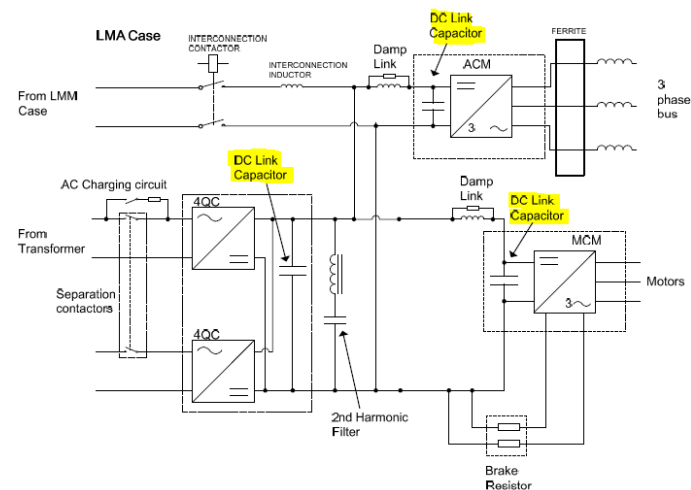 LMA Case
INTERCONNECTION
CONTACTOR
INTERCONNECTION
INDUCTOR
Damp
Link
DC Link
Capacitor
ACM
FERRITE
From LMM
Case
3
3
phase
bus
AC Charging circuit
DC Link
Capacitor
4QC
Damp
Link
DC Link
Capacitor
MCM
From
Transformer
3
Motors
Separation
contactors
4QC
2nd Harmonic
Filter
Brake
Resistor